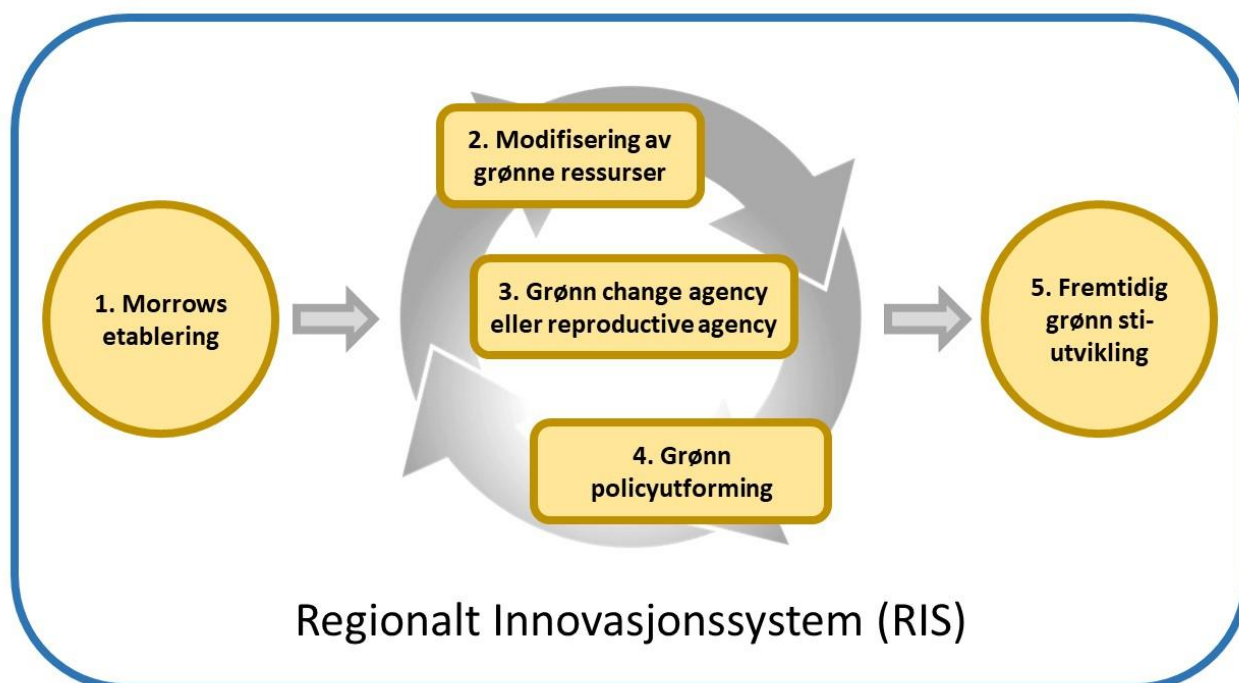 2. Modifisering av
grønne ressurser
1. Morrows
etablering
3. Grønn change agency
eller reproductive agency
5. Fremtidig
grønn sti-
utvikling
4. Grønn
policyutforming
Regionalt Innovasjonssystem (RIS)